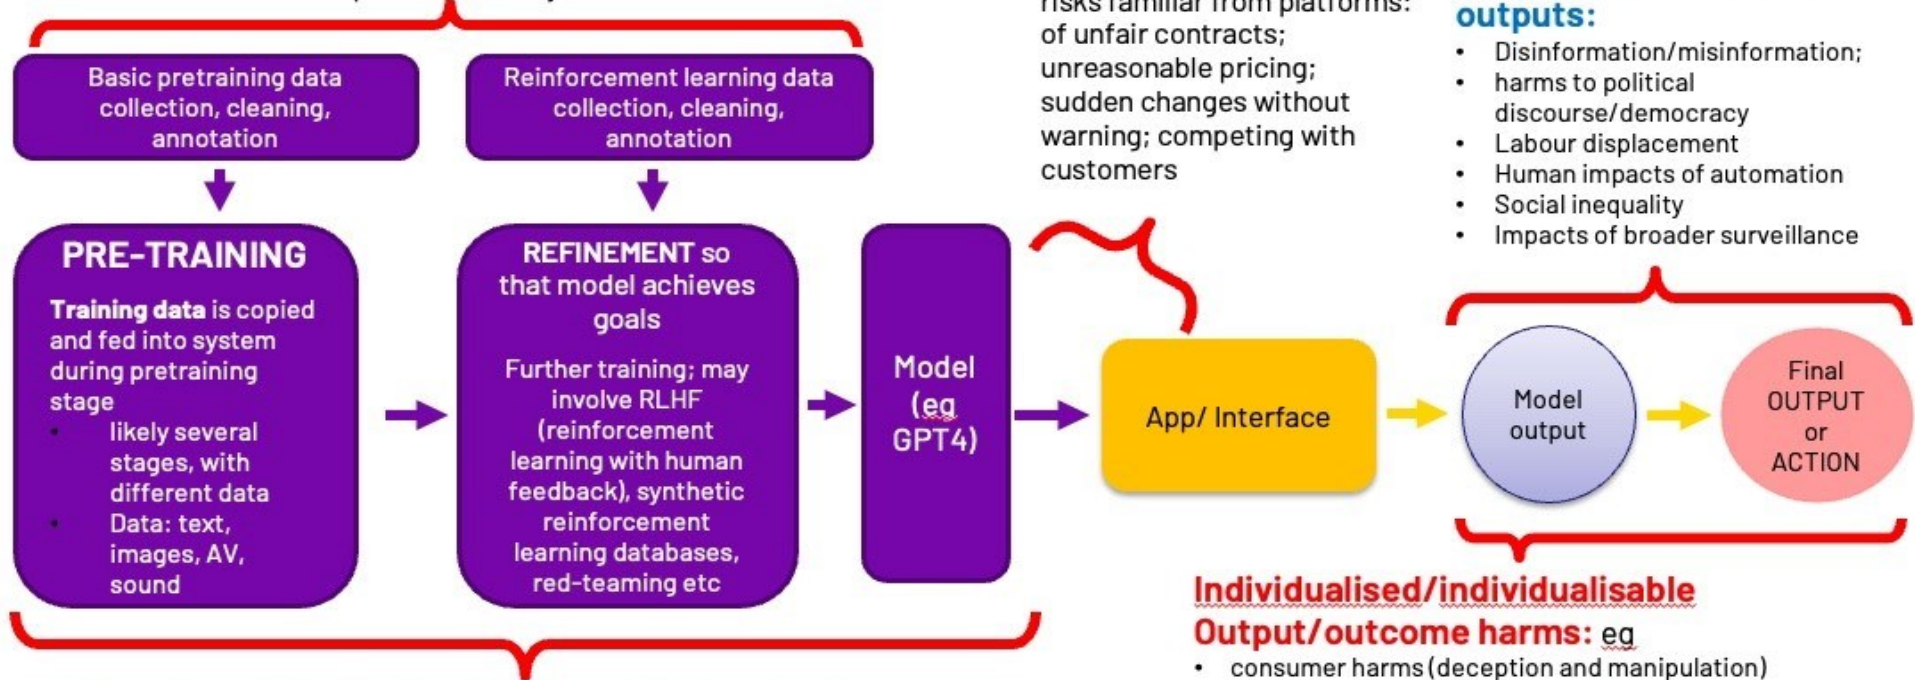 risks familiar from platforms:
of unfair contracts;
unreasonable pricing;
sudden changes without
warning; competing with
customers
outputs:
• Disinformation/misinformation;
• harms to political
discourse/democracy
• Labour displacement
• Human impacts of automation
• Social inequality
• Impacts of broader surveillance
Basic pretraining data
collection, cleaning,
annotation
Reinforcement learning data
collection, cleaning,
annotation
PRE-TRAINING
Training data is copied
and fed into system
during pretraining
stage
• likely several
stages, with
different data
• Data: text,
images, AV,
sound
REFINEMENT so
that model achieves
goals
Further training; may
involve RLHF
(reinforcement
learning with human
feedback), synthetic
reinforcement
learning databases,
red-teaming etc
Model
(eg
GPT4)
App/ Interface
Model
output
Final
OUTPUT
or
ACTION
Individualised/individualisable
Output/outcome harms: eg
• consumer harms (deception and manipulation)